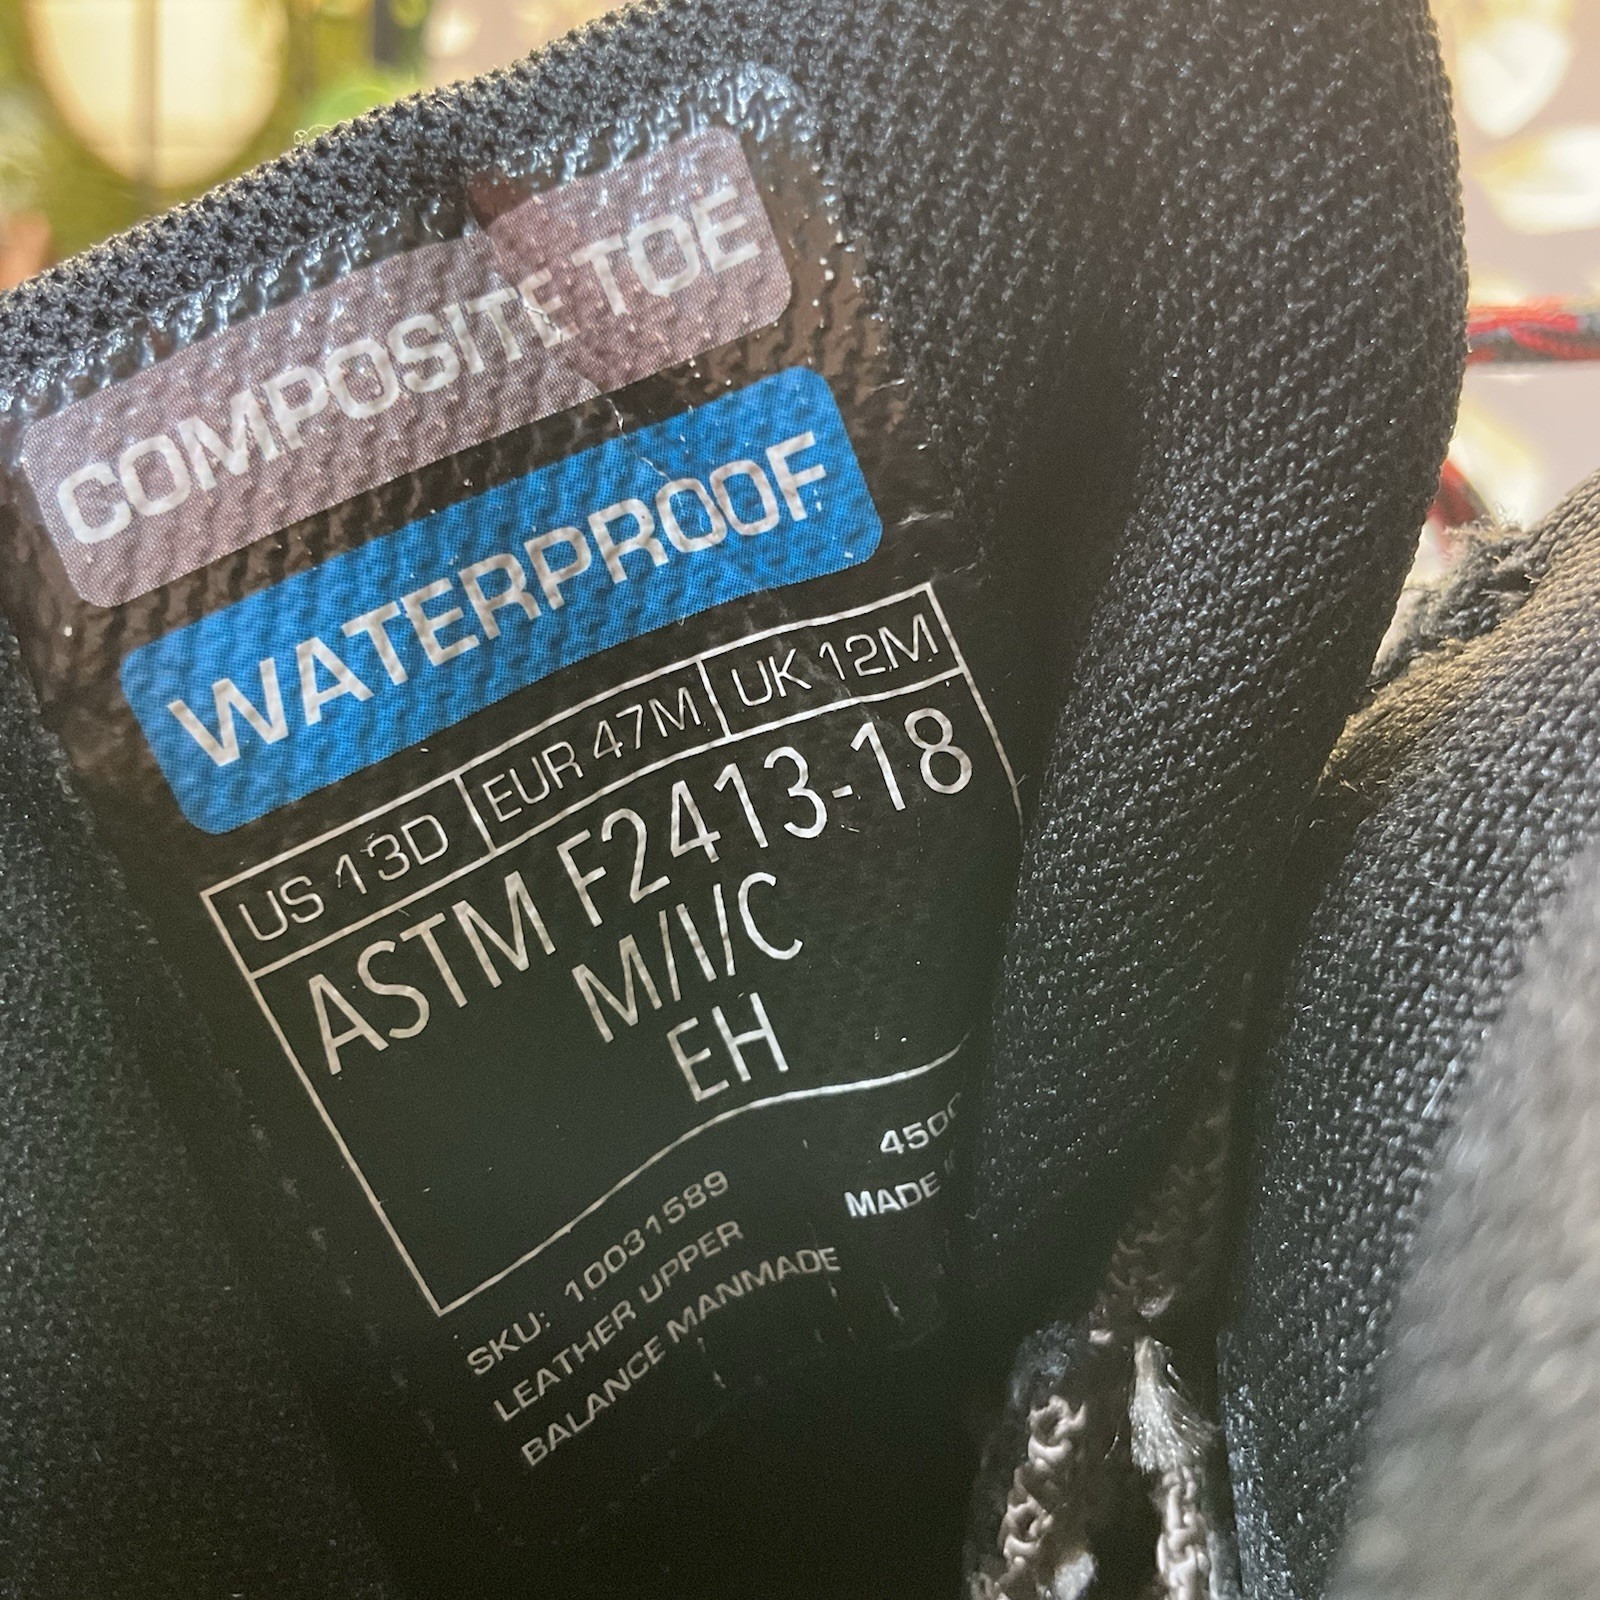 COMPOSITE TOE
WATERPROOF
US 13D EUR 47M UK 12M
ASTM F2413-18
M/I/C
EH
SKU: 10031589
LEATHER UPPER
BALANCE MANMADE
MADE